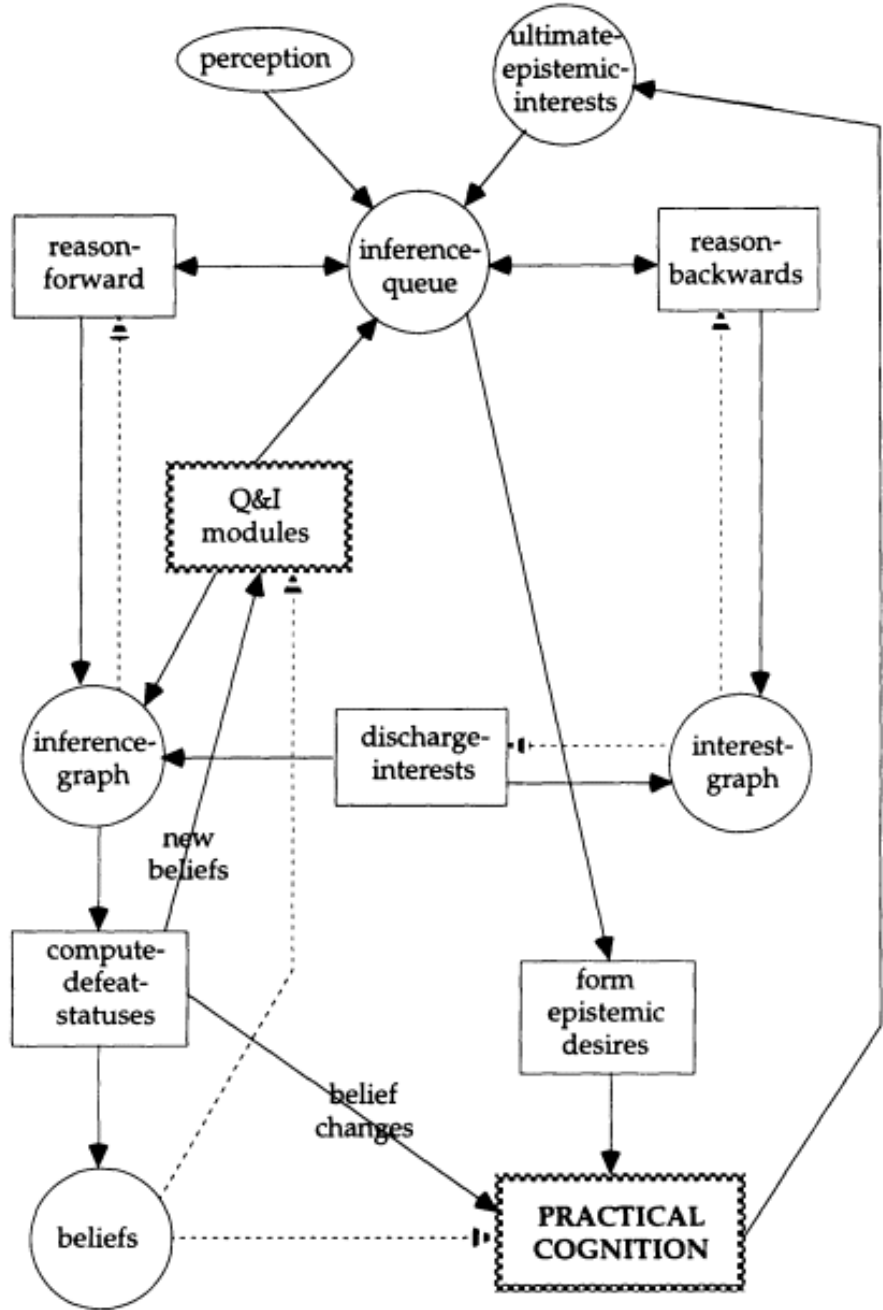 perception
ultimate-
epistemic-
interests
reason-
forward
inference-
queue
reason-
backwards
Q&I
modules
inference-
graph
discharge-
interests
interest-
graph
new
beliefs
compute-
defeat-
statuses
form
epistemic
desires
belief
changes
beliefs
PRACTICAL
COGNITION